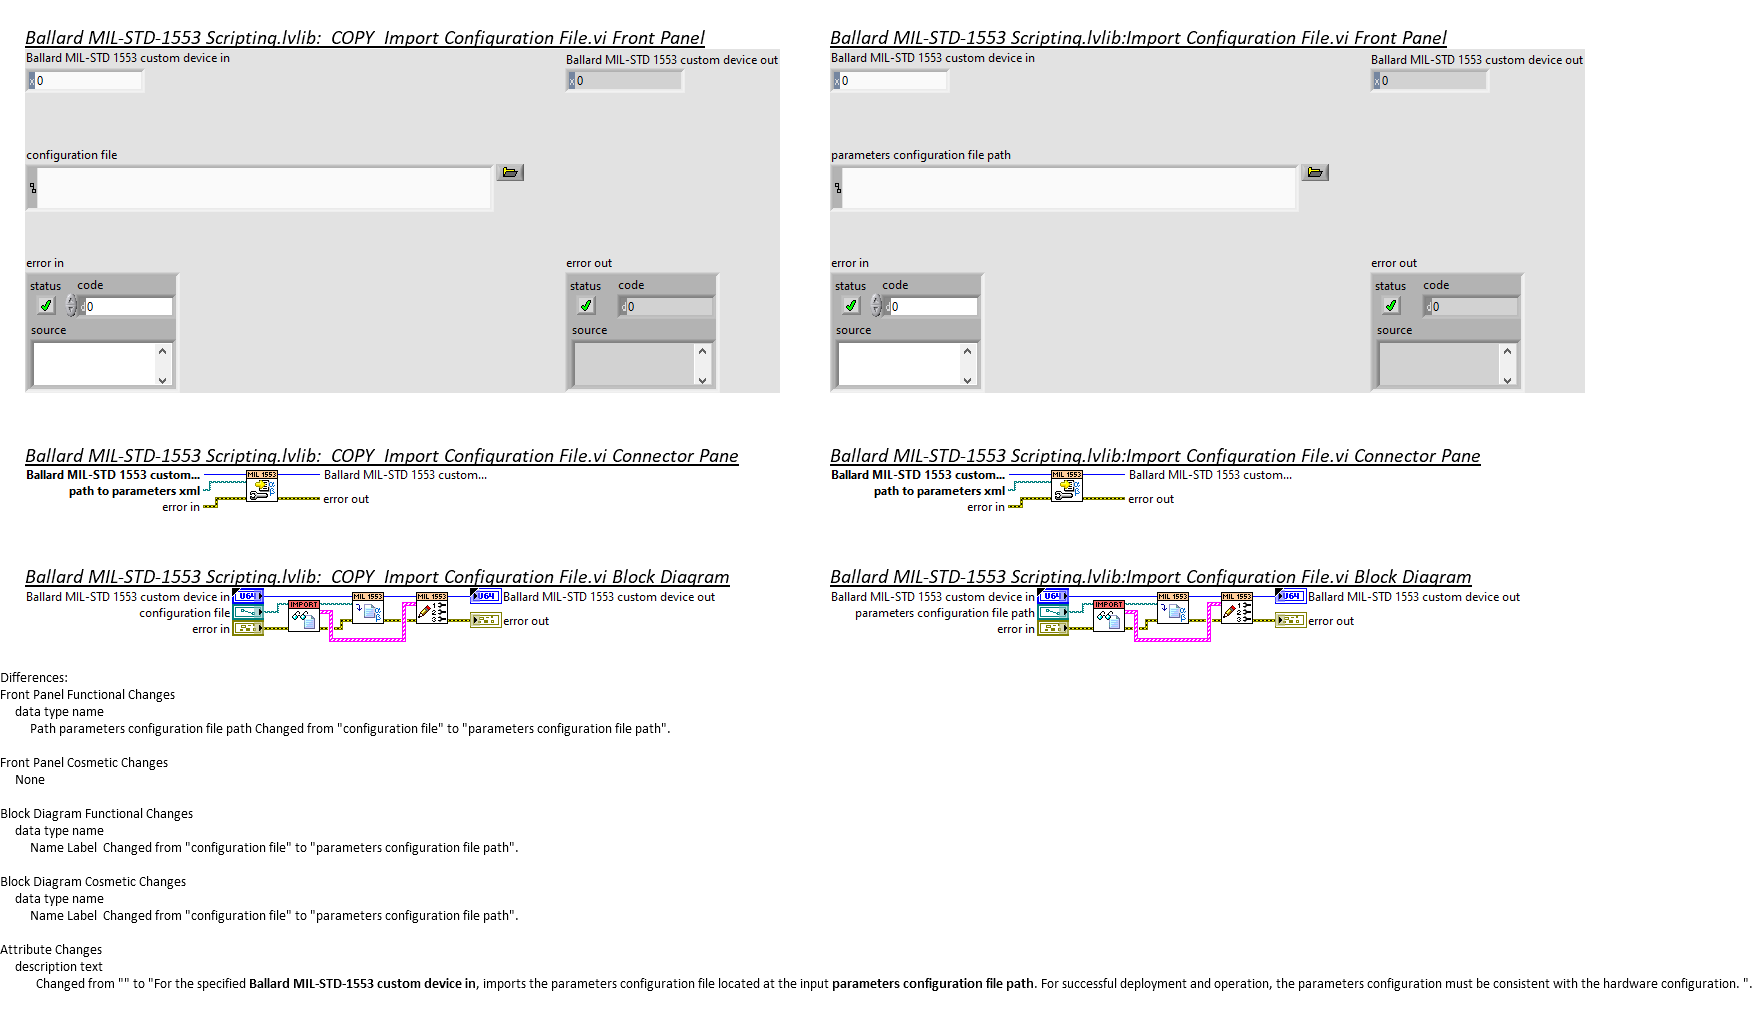 Ballard MIL-STD-1553 Scripting.lvlib:  COPY  Import Configuration File.vi Front Panel
Ballard MIL-STD 1553 custom device in
Ballard MIL-STD 1553 custom device out
x 0
x 0
configuration file
error in
error out
status
code
status
code
d 0
d 0
source
source
Ballard MIL-STD-1553 Scripting.lvlib:Import Configuration File.vi Front Panel
Ballard MIL-STD 1553 custom device in
Ballard MIL-STD 1553 custom device out
x 0
x 0
parameters configuration file path
error in
error out
status
code
status
code
d 0
d 0
source
source
Ballard MIL-STD-1553 Scripting.lvlib:  COPY  Import Configuration File.vi Connector Pane
Ballard MIL-STD 1553 custom...
MIL 1553
Ballard MIL-STD 1553 custom...
path to parameters xml
error in
error out
Ballard MIL-STD-1553 Scripting.lvlib:Import Configuration File.vi Connector Pane
Ballard MIL-STD 1553 custom...
MIL 1553
Ballard MIL-STD 1553 custom...
path to parameters xml
error in
error out
Ballard MIL-STD-1553 Scripting.lvlib:  COPY  Import Configuration File.vi Block Diagram
Ballard MIL-STD 1553 custom device in
U64
MIL 1553
MIL 1553
U64
Ballard MIL-STD 1553 custom device out
configuration file
IMPORT
error in
error out
Ballard MIL-STD-1553 Scripting.lvlib:Import Configuration File.vi Block Diagram
Ballard MIL-STD 1553 custom device in
U64
MIL 1553
MIL 1553
U64
Ballard MIL-STD 1553 custom device out
parameters configuration file path
IMPORT
error in
error out
Differences:
Front Panel Functional Changes
data type name
Path parameters configuration file path Changed from "configuration file" to "parameters configuration file path".
Front Panel Cosmetic Changes
None
Block Diagram Functional Changes
data type name
Name Label  Changed from "configuration file" to "parameters configuration file path".
Block Diagram Cosmetic Changes
data type name
Name Label  Changed from "configuration file" to "parameters configuration file path".
Attribute Changes
description text
Changed from "" to "For the specified Ballard MIL-STD-1553 custom device in, imports the parameters configuration file located at the input parameters configuration file path. For successful deployment and operation, the parameters configuration must be consistent with the hardware configuration. ".